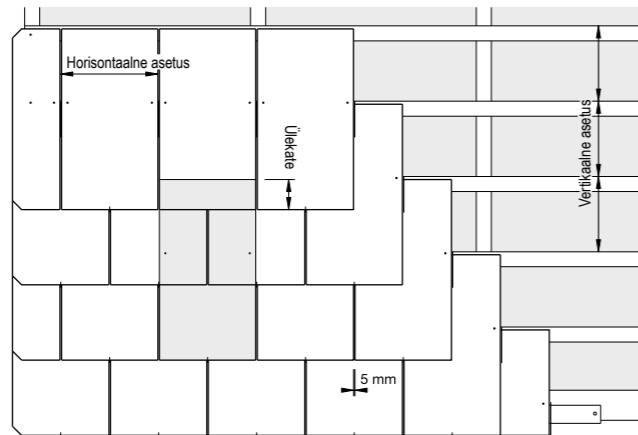 Horisontaalne asetus
Ülekate
Vertikaalne asetus
5 mm